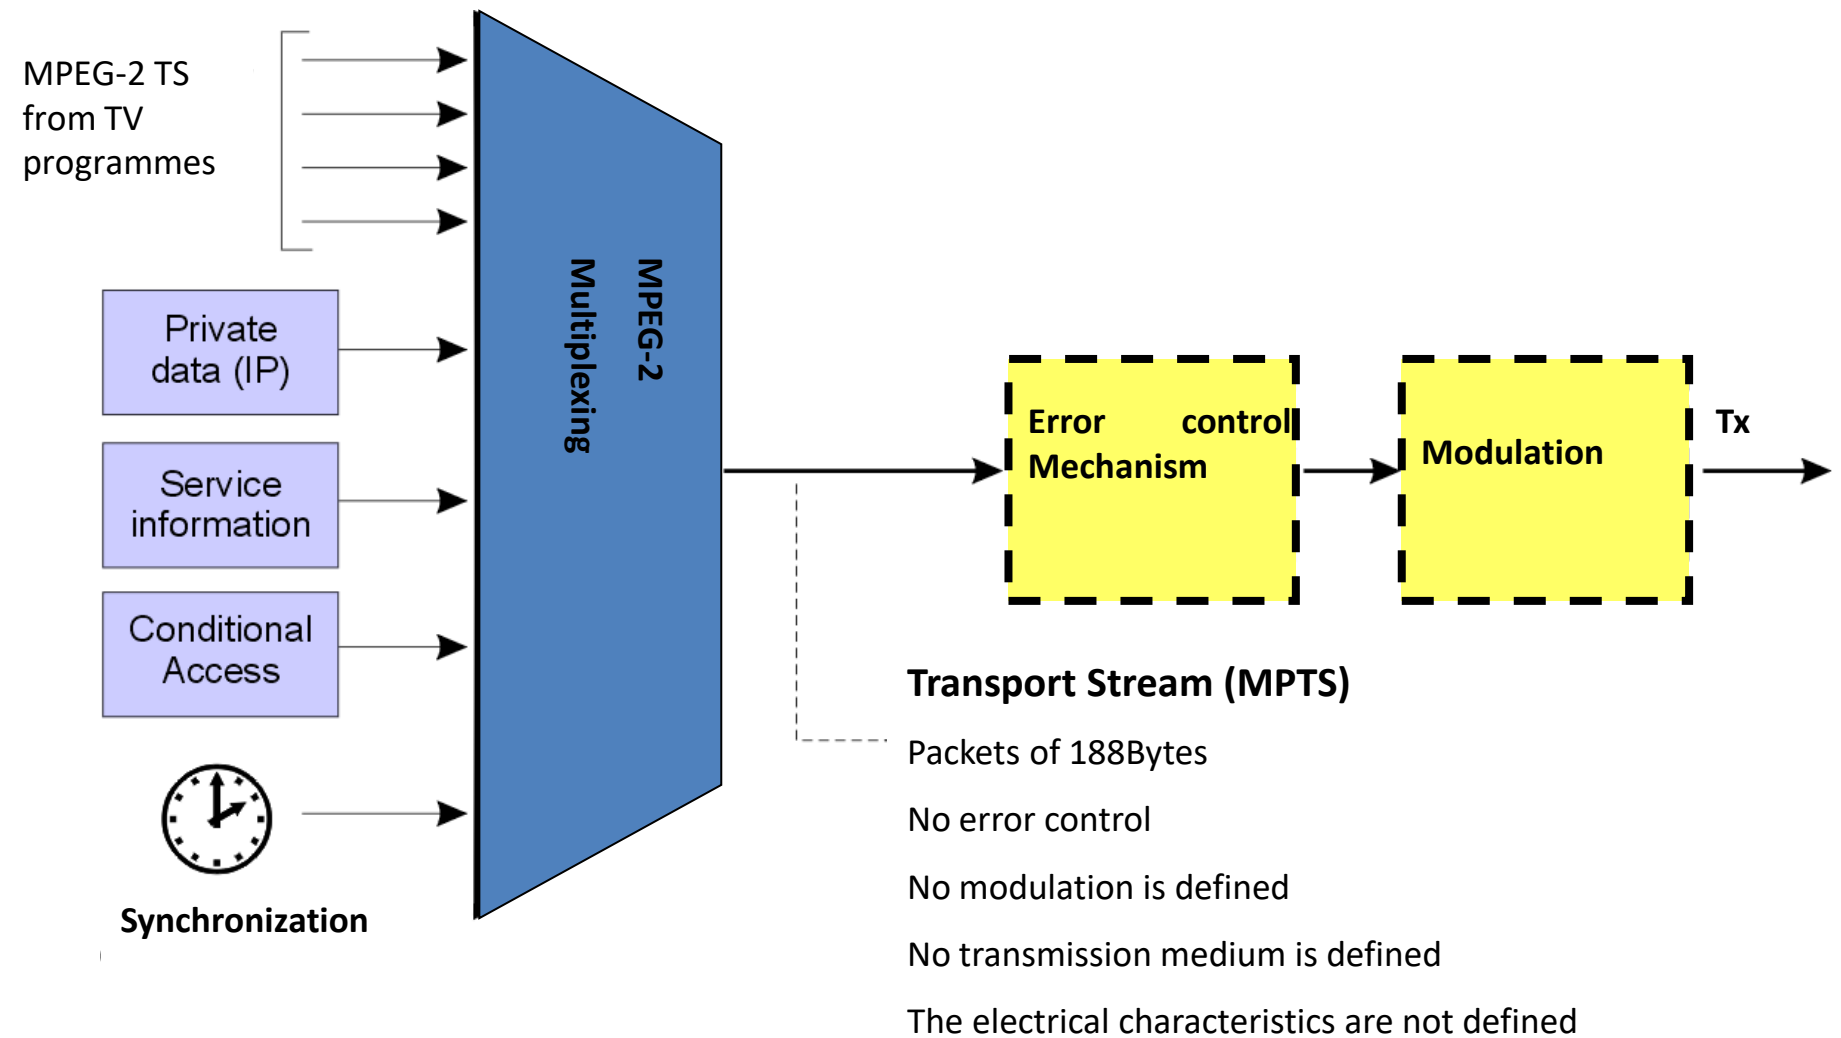 MPEG-2 TS
from TV
programmes
Private
data (IP)
Service
information
Conditional
Access
Synchronization
MPEG-2
Multiplexing
Error control
Mechanism
Modulation
Tx
Transport Stream (MPTS)
Packets of 188Bytes
No error control
No modulation is defined
No transmission medium is defined
The electrical characteristics are not defined